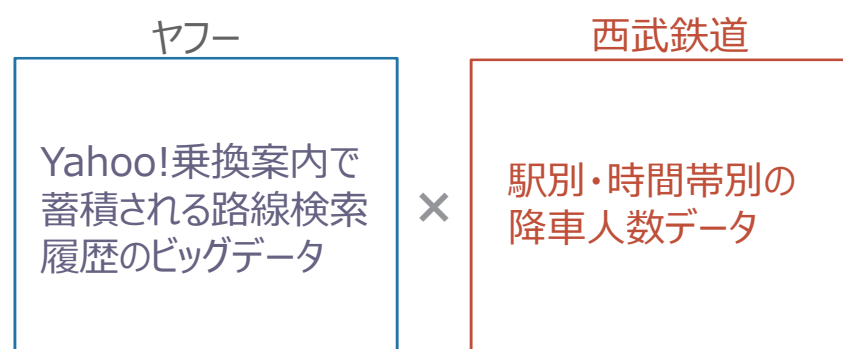 ヤフー
西武鉄道
Yahoo!乗換案内で
蓄積される路線検索
履歴のビッグデータ
×
駅別・時間帯別の
降車人数データ